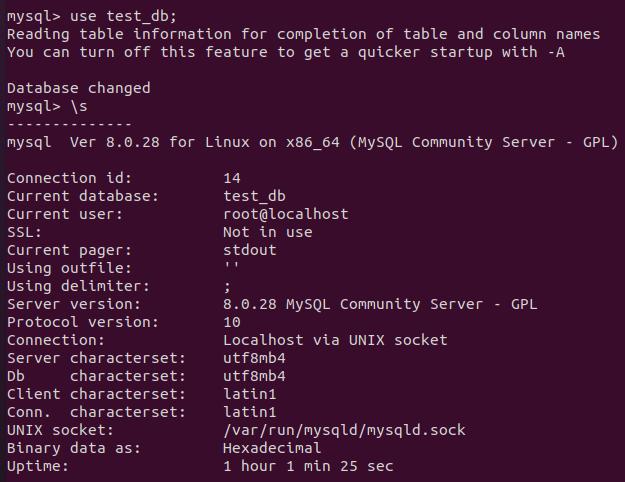 mysql> use test_db;
Reading table information for completion of table and column names
You can turn off this feature to get a quicker startup with -A
Database changed
mysql> \s
--------------
mysql  Ver 8.0.28 for Linux on x86_64 (MySQL Community Server - GPL)
Connection id:          14
Current database:       test_db
Current user:           root@localhost
SSL:                    Not in use
Current pager:          stdout
Using outfile:          ''
Using delimiter:        ;
Server version:         8.0.28 MySQL Community Server - GPL
Protocol version:       10
Connection:             Localhost via UNIX socket
Server characterset:    utf8mb4
Db     characterset:    utf8mb4
Client characterset:    latin1
Conn.  characterset:    latin1
UNIX socket:            /var/run/mysqld/mysqld.sock
Binary data as:         Hexadecimal
Uptime:                 1 hour 1 min 25 sec